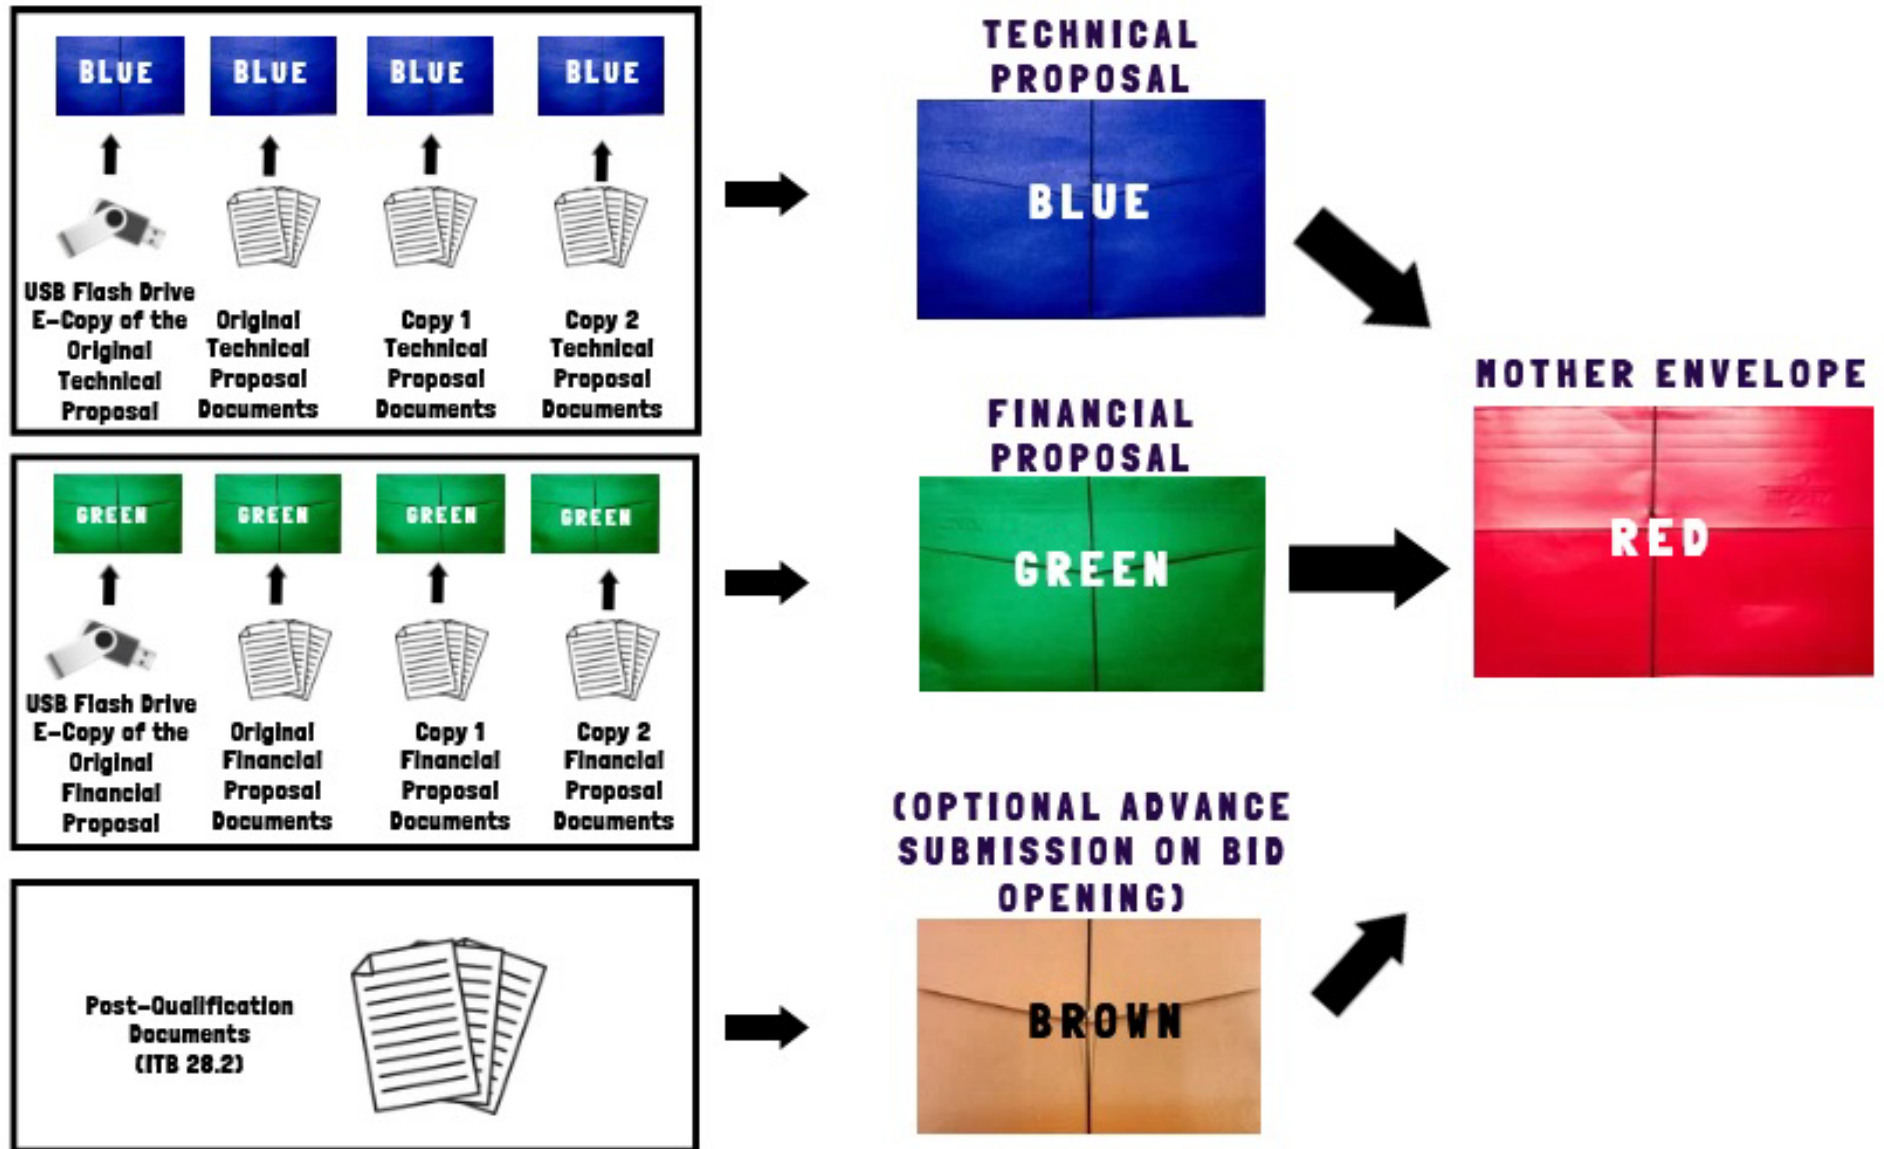 BLUE
BLUE
BLUE
BLUE
USB Flash Drive
E-Copy of the
Original
Technical
Proposal
Original
Technical
Proposal
Documents
Copy 1
Technical
Proposal
Documents
Copy 2
Technical
Proposal
Documents
TECHNICAL
PROPOSAL
BLUE
GREEN
GREEN
GREEN
GREEN
USB Flash Drive
E-Copy of the
Original
Financial
Proposal
Original
Financial
Proposal
Documents
Copy 1
Financial
Proposal
Documents
Copy 2
Financial
Proposal
Documents
FINANCIAL
PROPOSAL
GREEN
MOTHER ENVELOPE
RED
Post-Qualification
Documents
(ITB 28.2)
(OPTIONAL ADVANCE
SUBMISSION ON BID
OPENING)
BROWN